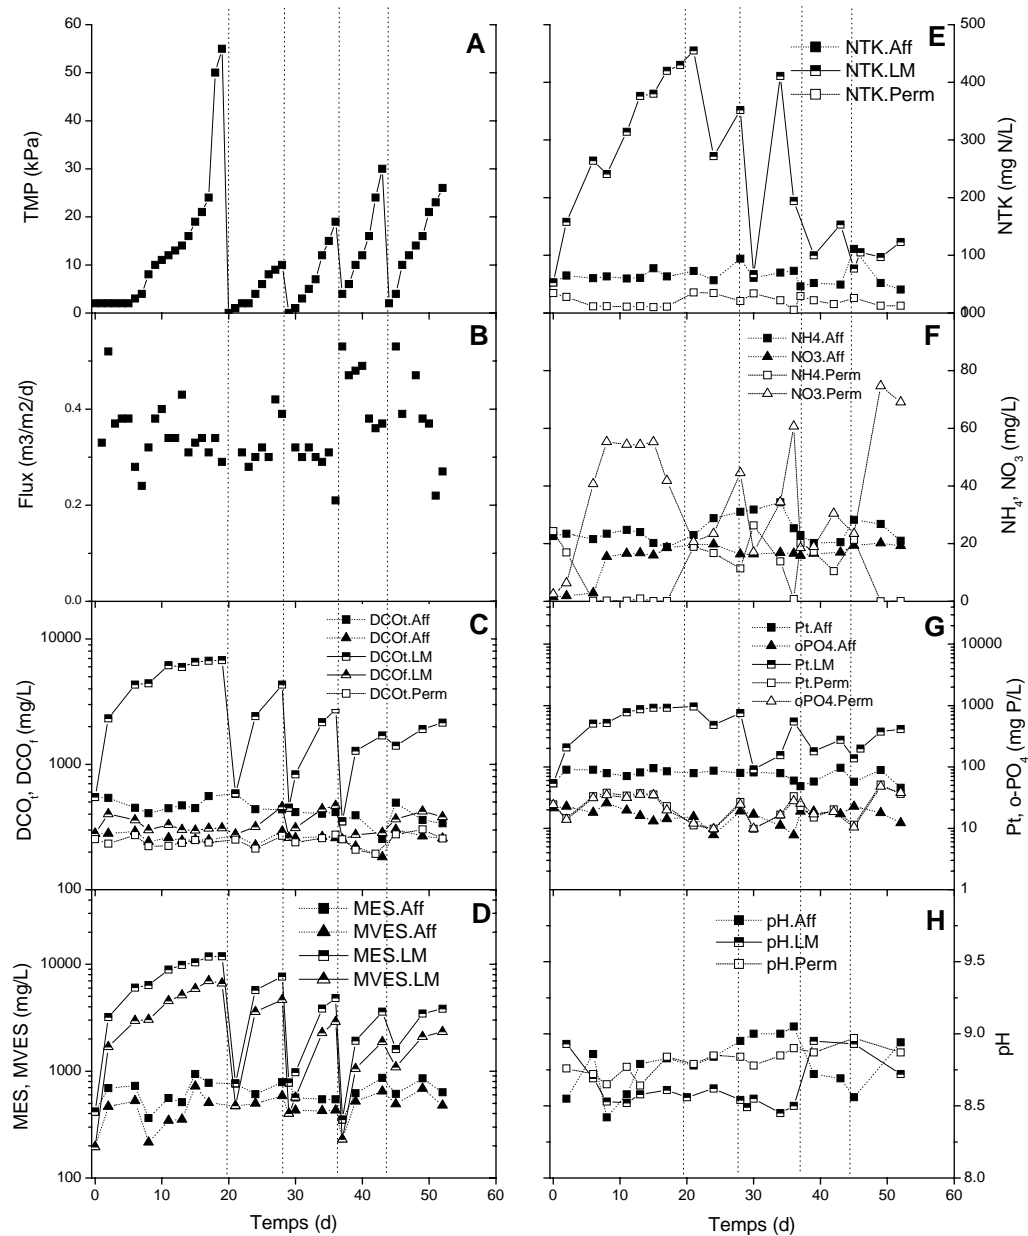 A
TMP (kPa)
60
50
40
30
20
10
0
B
Flux (m3/m2/d)
0.4
0.2
0.0
C
DCOt, DCOf (mg/L)
10000
1000
100
DCOt.Aff
DCOf.Aff
DCOt.LM
DCOf.LM
DCOt.Perm
D
MES, MVES (mg/L)
10000
1000
100
MES.Aff
MVES.Aff
MES.LM
MVES.LM
0 10 20 30 40 50 60
Temps (d)
E
NTK (mg N/L)
500
400
300
200
100
0
NTK.Aff
NTK.LM
NTK.Perm
F
NH4, NO3 (mg/L)
100
80
60
40
20
0
NH4.Aff
NO3.Aff
NH4.Perm
NO3.Perm
G
Pt, o-PO4 (mg P/L)
10000
1000
100
10
1
Pt.Aff
oPO4.Aff
Pt.LM
Pt.Perm
oPO4.Perm
H
pH
9.5
9.0
8.5
8.0
pH.Aff
pH.LM
pH.Perm
0 10 20 30 40 50 60
Temps (d)